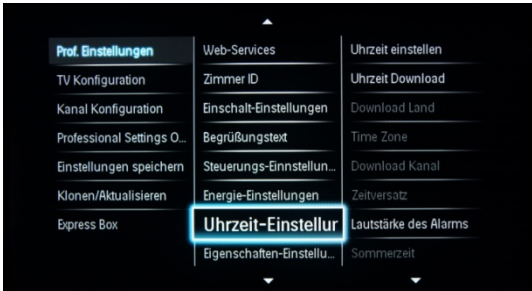 Prof. Einstellungen
TV Konfiguration
Kanal Konfiguration
Professional Settings O...
Einstellungen speichern
Klonen/Aktualisieren
Express Box
Web-Services
Zimmer ID
Einschalt-Einstellungen
Begrüßungstext
Steuerungs-Einnstellun...
Energie-Einstellungen
Uhrzeit-Einstellur
Eigenschaften-Einstellu...
Uhrzeit einstellen
Uhrzeit Download
Download Land
Time Zone
Download Kanal
Zeitversatz
Lautstärke des Alarms
Sommerzeit